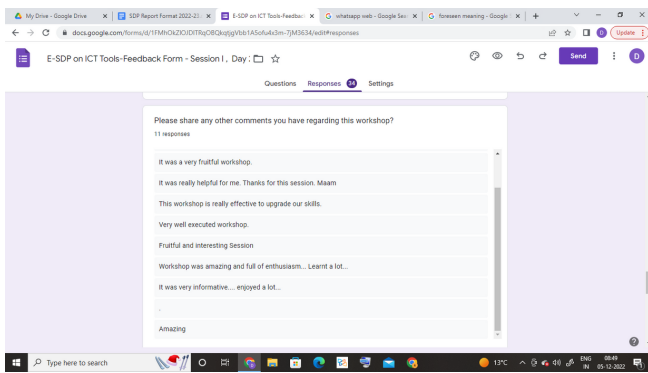 My Drive - Google Drive
SDP Report Format 2022-23
E-SDP on ICT Tools-Feedbac
whatsapp web - Google Sea
foreseen meaning - Google
docs.google.com/forms/
edit#responses
Update
E-SDP on ICT Tools-Feedback Form - Session I , Day
Send
D
Questions Responses 34 Settings
Please share any other comments you have regarding this workshop?
11 responses
It was a very fruitful workshop.
It was really helpful for me. Thanks for this session. Maam
This workshop is really effective to upgrade our skills.
Very well executed workshop.
Fruitful and interesting Session
Workshop was amazing and full of enthusiasm... Learnt a lot...
It was very informative.... enjoyed a lot...
.
Amazing
Type here to search
13°C
ENG
IN
08:49
05-12-2022